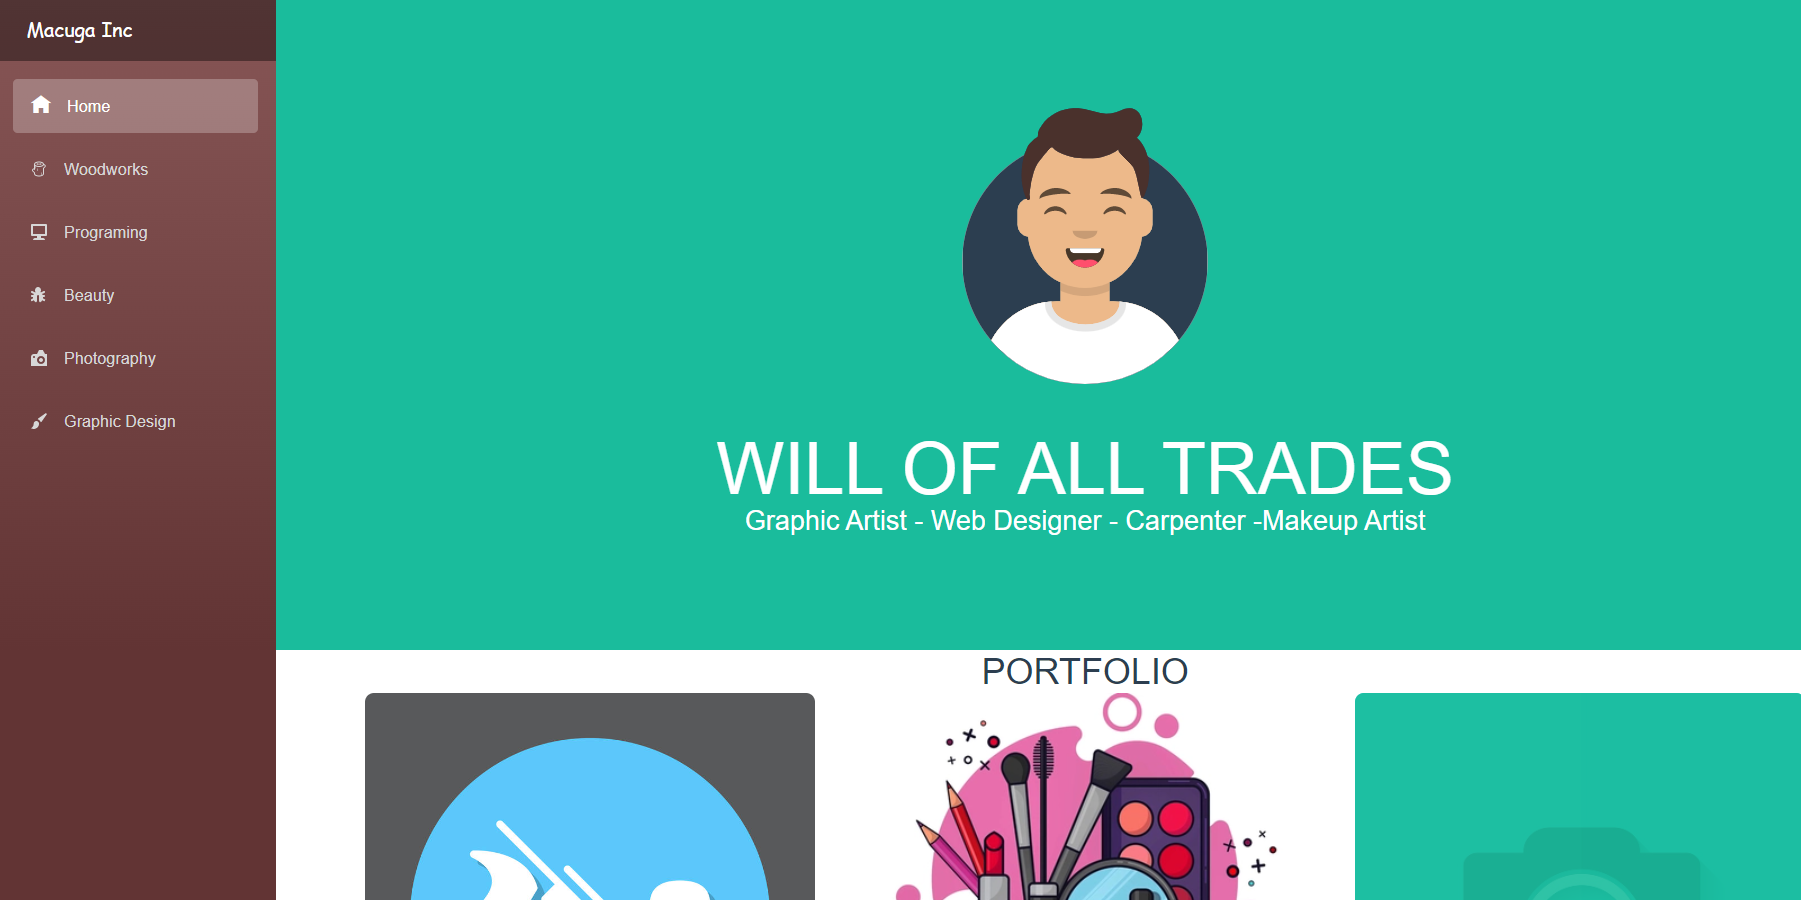 Macuga Inc
Home
Woodworks
Programing
Beauty
Photography
Graphic Design
WILL OF ALL TRADES
Graphic Artist - Web Designer - Carpenter -Makeup Artist
PORTFOLIO